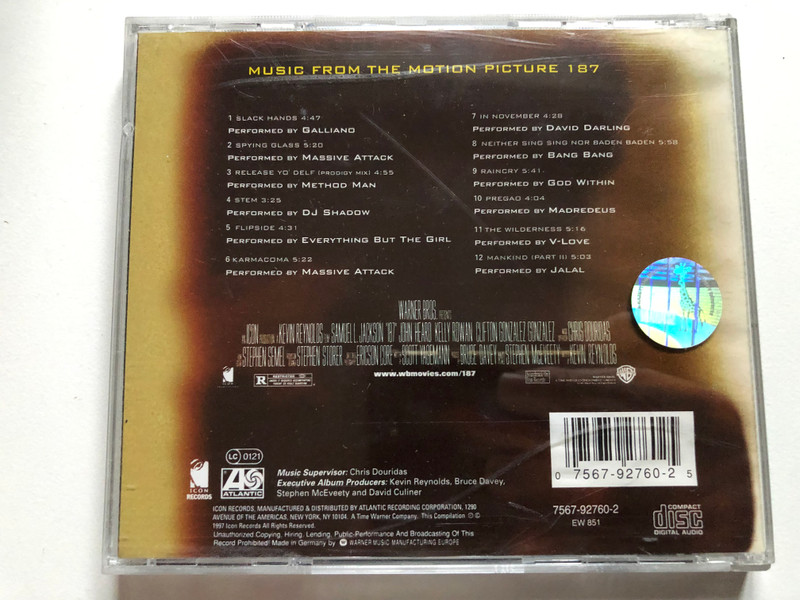 MUSIC FROM THE MOTION PICTURE 187
1 BLACK HANDS 4:47
PERFORMED BY GALLIANO
2 SPYING GLASS 5:20
PERFORMED BY MASSIVE ATTACK
3 RELEASE YO' DELF (PRODIGY MIX) 4:55
PERFORMED BY METHOD MAN
4 STEM 3:25
PERFORMED BY DJ SHADOW
5 FLIPSIDE 4:31
PERFORMED BY EVERYTHING BUT THE GIRL
6 KARMACOMA 5:22
PERFORMED BY MASSIVE ATTACK
7 IN NOVEMBER 4:28
PERFORMED BY DAVID DARLING
8 NEITHER SING SING NOR BADEN BADEN 5:58
PERFORMED BY BANG BANG
9 RAINCRY 5:41
PERFORMED BY GOD WITHIN
10 PREGAO 4:04
PERFORMED BY MADREDEUS
11 THE WILDERNESS 5:16
PERFORMED BY V-LOVE
12 MANKIND (PART II) 5:03
PERFORMED BY JALAL
WARNER BROS. PRESENTS
ICON PRODUCTION KEVIN REYNOLDS SAMUEL L. JACKSON "187" JOHN HEARD KELLY ROWAN CLIFTON GONZALEZ GONZALEZ CHRIS DOURIDAS
STEPHEN SEMEL STEPHEN STORER ERICSON CORE SCOTT YAGEMANN BRUCE DAVEY AND STEPHEN McEVEETY KEVIN REYNOLDS
R RESTRICTED
www.wbmovies.com/187
LC 0121
ICON
RECORDS
ATLANTIC
Music Supervisor: Chris Douridas
Executive Album Producers: Kevin Reynolds, Bruce Davey,
Stephen McEveety and David Culiner
ICON RECORDS, MANUFACTURED & DISTRIBUTED BY ATLANTIC RECORDING CORPORATION, 1290
AVENUE OF THE AMERICAS, NEW YORK, NY 10104. A Time Warner Company. This Compilation ℗ ©
1997 Icon Records All Rights Reserved.
Unauthorized Copying, Hiring, Lending, Public Performance And Broadcasting Of This
Record Prohibited. Made in Germany by WARNER MUSIC MANUFACTURING EUROPE
0 7567-92760-2 5
7567-92760-2
EW 851
COMPACT
disc
DIGITAL AUDIO